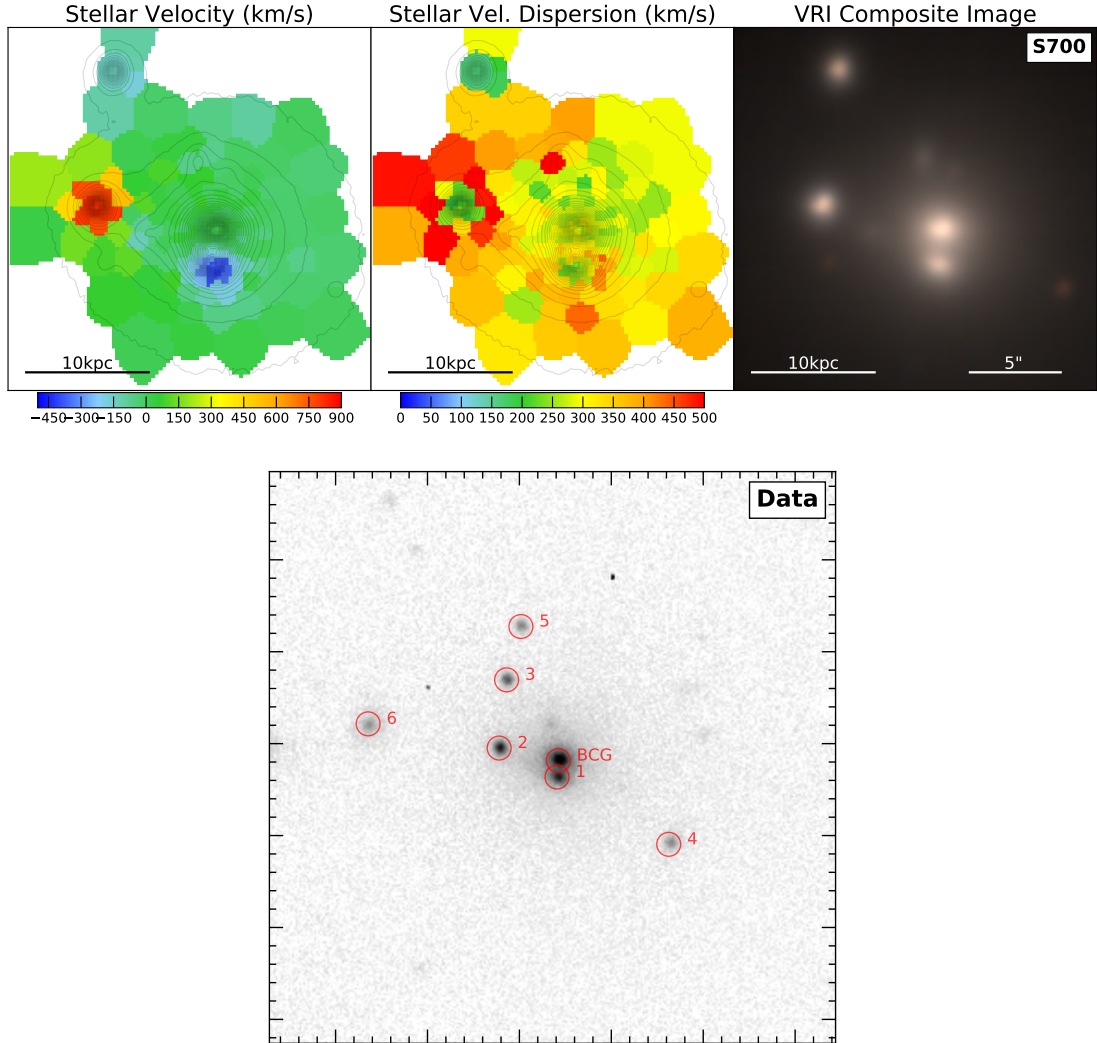 Stellar Velocity (km/s)
Stellar Vel. Dispersion (km/s)
VRI Composite Image
S700
10kpc
10kpc
10kpc
5"
−450 −300 −150 0 150 300 450 600 750 900
0 50 100 150 200 250 300 350 400 450 500
Data
5
3
6
2
BCG
1
4